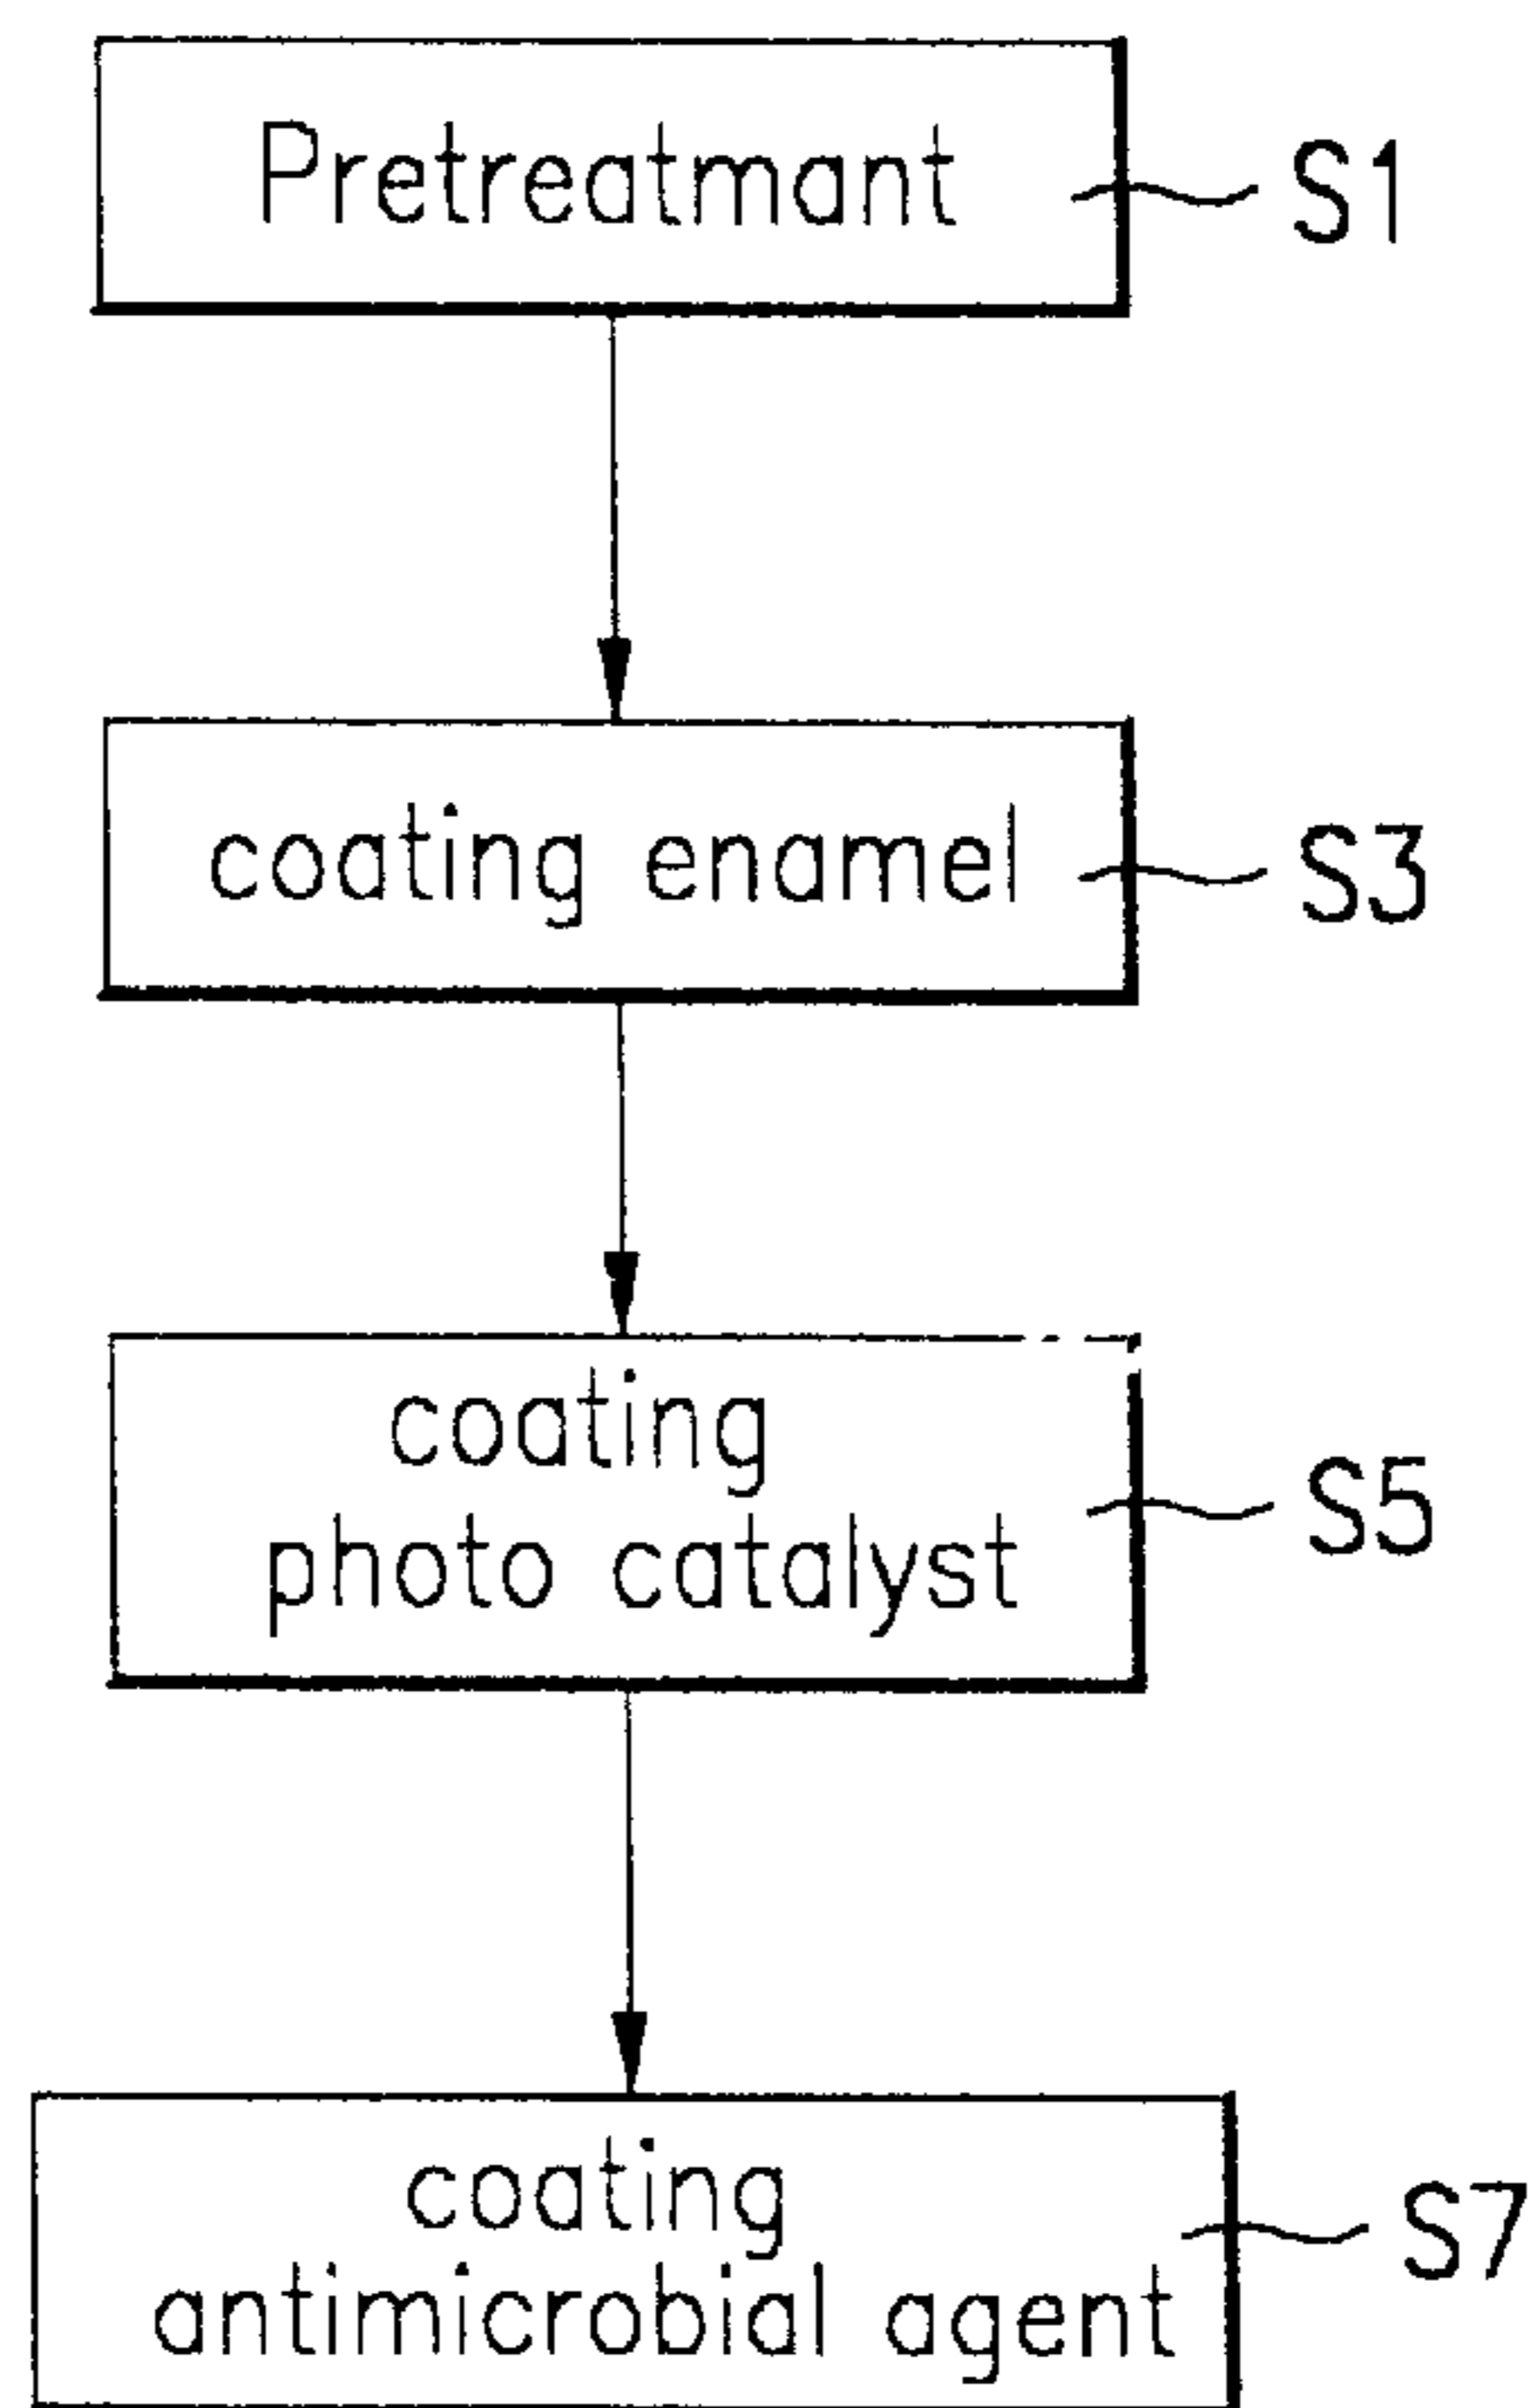 Pretreatmant
S1
coating enamel
S3
coating
photo catalyst
S5
coating
antimicrobial agent
S7